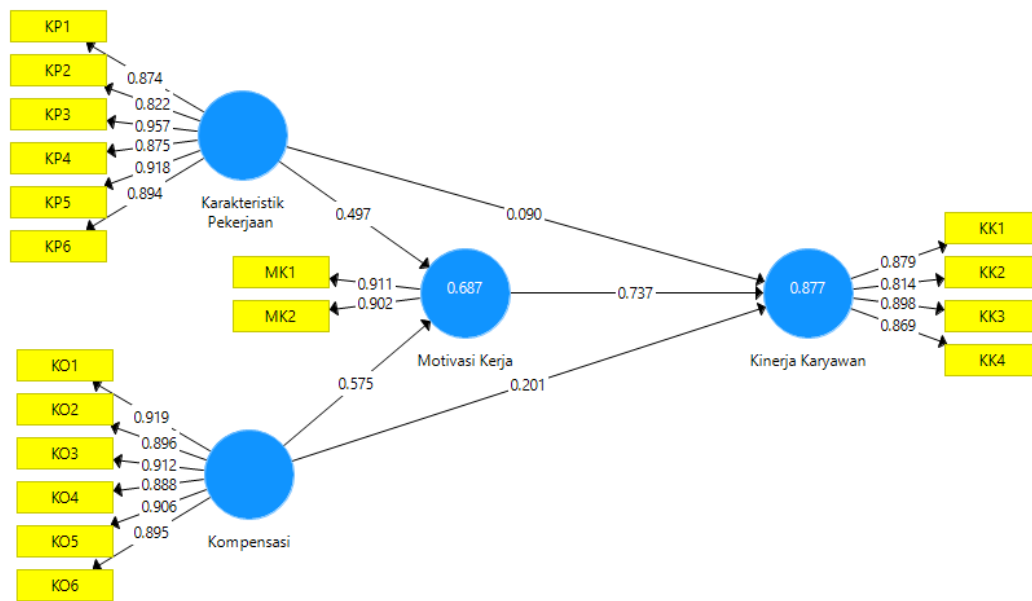 KP1
KP2
KP3
KP4
KP5
KP6
0.874
0.822
0.957
0.875
0.918
0.894
Karakteristik
Pekerjaan
0.497
0.090
MK1
MK2
0.911
0.902
0.687
Motivasi Kerja
0.737
0.877
Kinerja Karyawan
0.879
0.814
0.898
0.869
KK1
KK2
KK3
KK4
KO1
KO2
KO3
KO4
KO5
KO6
0.919
0.896
0.912
0.888
0.906
0.895
Kompensasi
0.575
0.201